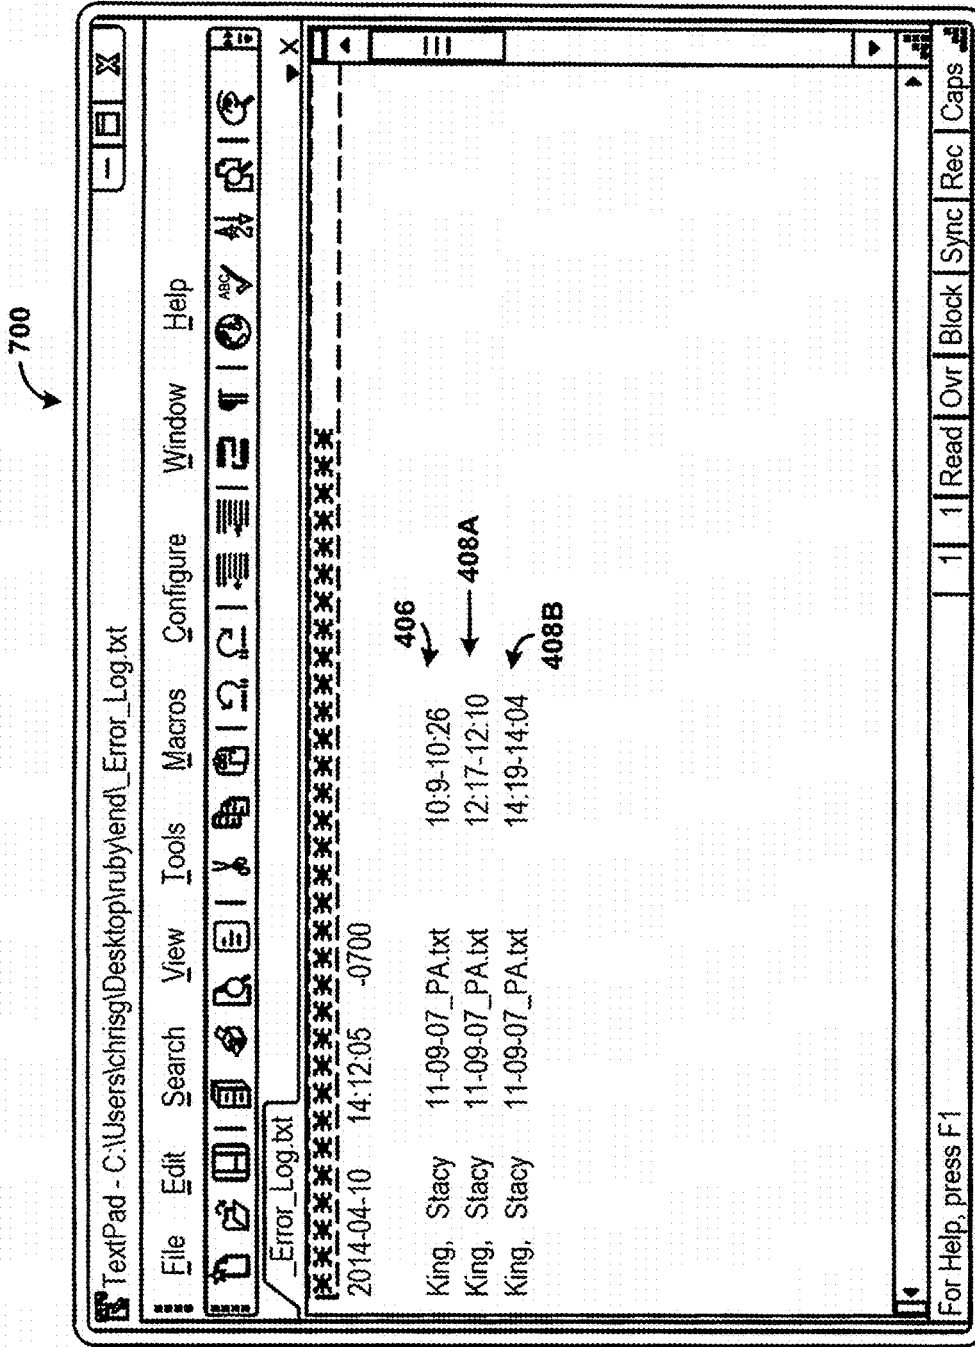 700
TextPad - C:\Users\chrisg\Desktop\ruby\end\_Error_Log.txt
File Edit Search View Tools Macros Configure Window Help
ABC A Z
_Error_Log.txt X
*********************************
2014-04-10 14:12:05 -0700
406
King, Stacy 11-09-07_PA.txt 10:9-10:26
King, Stacy 11-09-07_PA.txt 12:17-12:10 408A
King, Stacy 11-09-07_PA.txt 14:19-14:04
408B
For Help, press F1 1 1 Read Ovr Block Sync Rec Caps